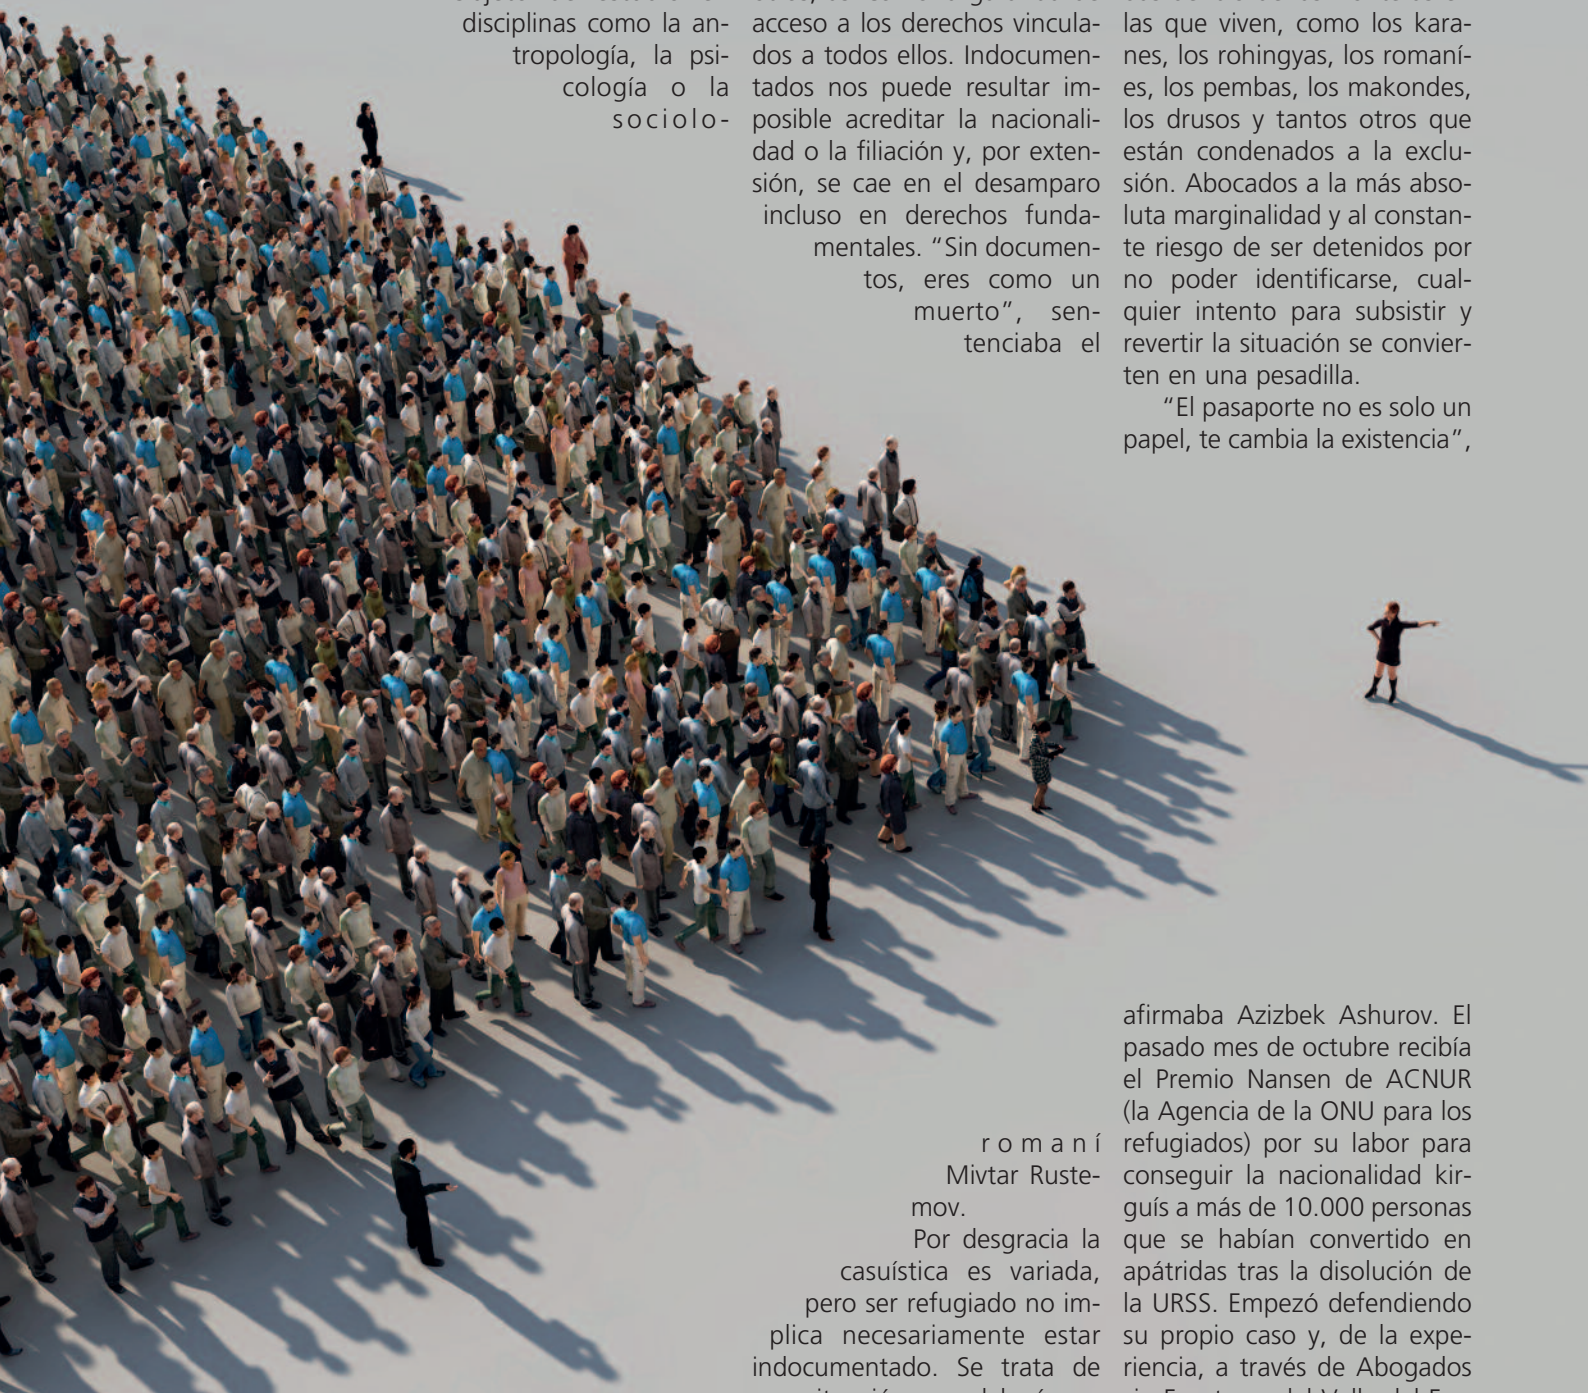 disciplinas como la an-
tropología, la psi-
cología o la
sociolo-
acceso a los derechos vincula-
dos a todos ellos. Indocumen-
tados nos puede resultar im-
posible acreditar la nacionali-
dad o la filiación y, por exten-
sión, se cae en el desamparo
incluso en derechos funda-
mentales. “Sin documen-
tos, eres como un
muerto”, sen-
tenciaba el
romaní
Mivtar Ruste-
mov.
Por desgracia la
casuística es variada,
pero ser refugiado no im-
plica necesariamente estar
indocumentado. Se trata de
las que viven, como los kara-
nes, los rohingyas, los romaní-
es, los pembas, los makondes,
los drusos y tantos otros que
están condenados a la exclu-
sión. Abocados a la más abso-
luta marginalidad y al constan-
te riesgo de ser detenidos por
no poder identificarse, cual-
quier intento para subsistir y
revertir la situación se convier-
ten en una pesadilla.
“El pasaporte no es solo un
papel, te cambia la existencia”,
afirmaba Azizbek Ashurov. El
pasado mes de octubre recibía
el Premio Nansen de ACNUR
(la Agencia de la ONU para los
refugiados) por su labor para
conseguir la nacionalidad kir-
guís a más de 10.000 personas
que se habían convertido en
apátridas tras la disolución de
la URSS. Empezó defendiendo
su propio caso y, de la expe-
riencia, a través de Abogados